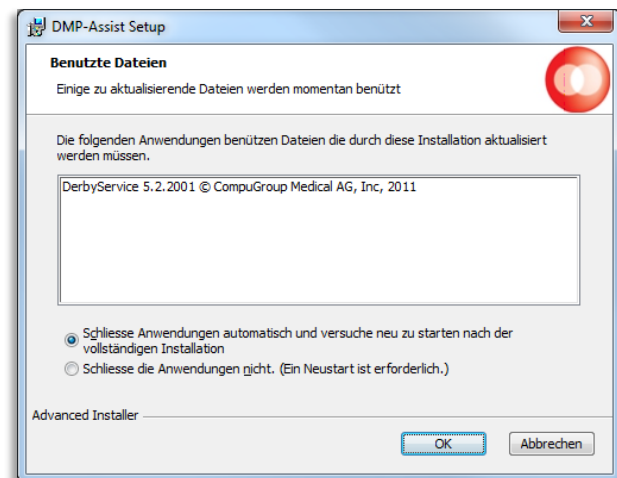 DMP-Assist Setup
Benutzte Dateien
Einige zu aktualisierende Dateien werden momentan benützt
Die folgenden Anwendungen benützen Dateien die durch diese Installation aktualisiert
werden müssen.
DerbyService 5.2.2001 © CompuGroup Medical AG, Inc, 2011
Schliesse Anwendungen automatisch und versuche neu zu starten nach der
vollständigen Installation
Schliesse die Anwendungen nicht. (Ein Neustart ist erforderlich.)
Advanced Installer
OK
Abbrechen